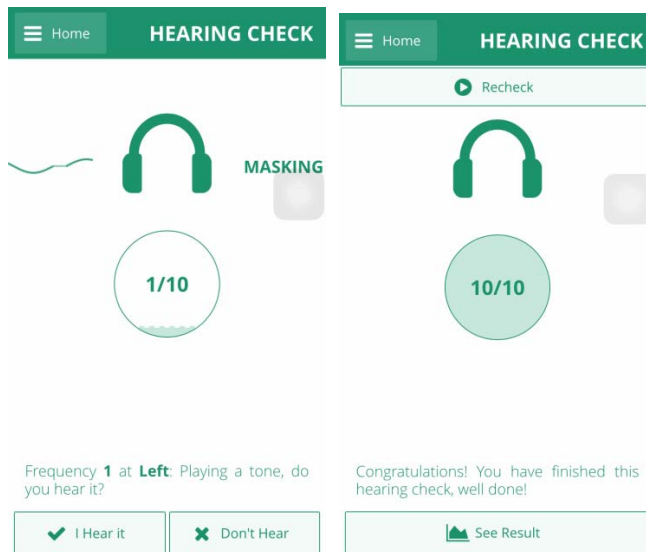 Home
HEARING CHECK
MASKING
1/10
Frequency 1 at Left: Playing a tone, do
you hear it?
I Hear it
Don't Hear
Home
HEARING CHECK
Recheck
10/10
Congratulations! You have finished this
hearing check, well done!
See Result